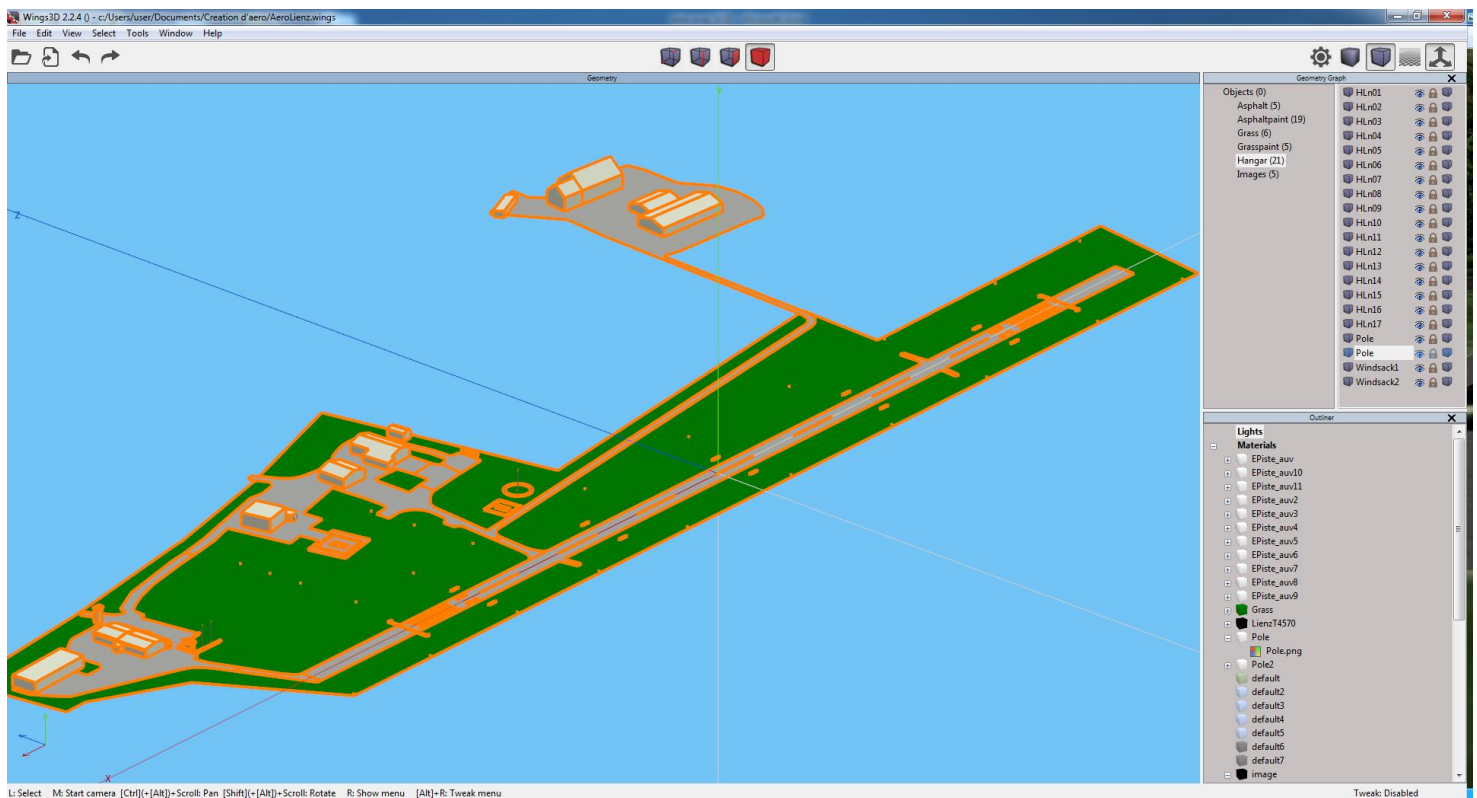 Wings3D 2.2.4 () - c:/Users/user/Documents/Creation d'aero/AeroLienz.wings
File Edit View Select Tools Window Help
Geometry
y
z
X
Geometry Graph
Objects (0)
Asphalt (5)
Asphaltpaint (19)
Grass (6)
Grasspaint (5)
Hangar (21)
Images (5)
HLn01
HLn02
HLn03
HLn04
HLn05
HLn06
HLn07
HLn08
HLn09
HLn10
HLn11
HLn12
HLn13
HLn14
HLn15
HLn16
HLn17
Pole
Pole
Windsack1
Windsack2
Outliner
Lights
Materials
EPiste_auv
EPiste_auv10
EPiste_auv11
EPiste_auv2
EPiste_auv3
EPiste_auv4
EPiste_auv5
EPiste_auv6
EPiste_auv7
EPiste_auv8
EPiste_auv9
Grass
LienzT4570
Pole
Pole.png
Pole2
default
default2
default3
default4
default5
default6
default7
image
L: Select M: Start camera [Ctrl](+[Alt])+Scroll: Pan [Shift](+[Alt])+Scroll: Rotate R: Show menu [Alt]+R: Tweak menu
Tweak: Disabled